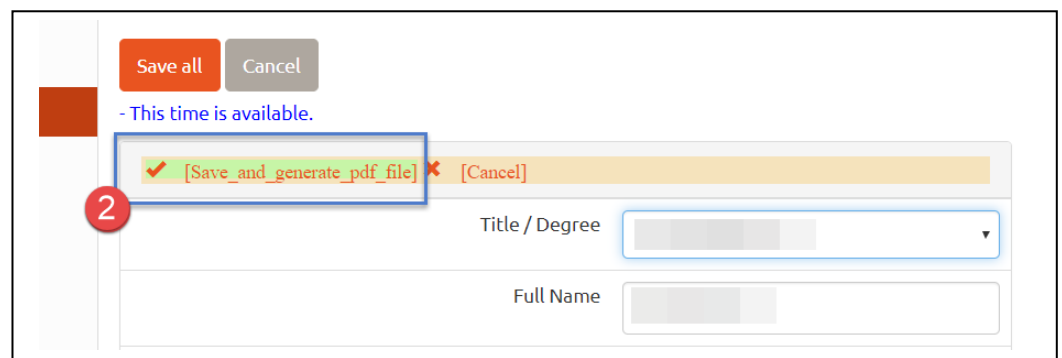 Save all Cancel
- This time is available.
[Save_and_generate_pdf_file] [Cancel]
2
Title / Degree
Full Name